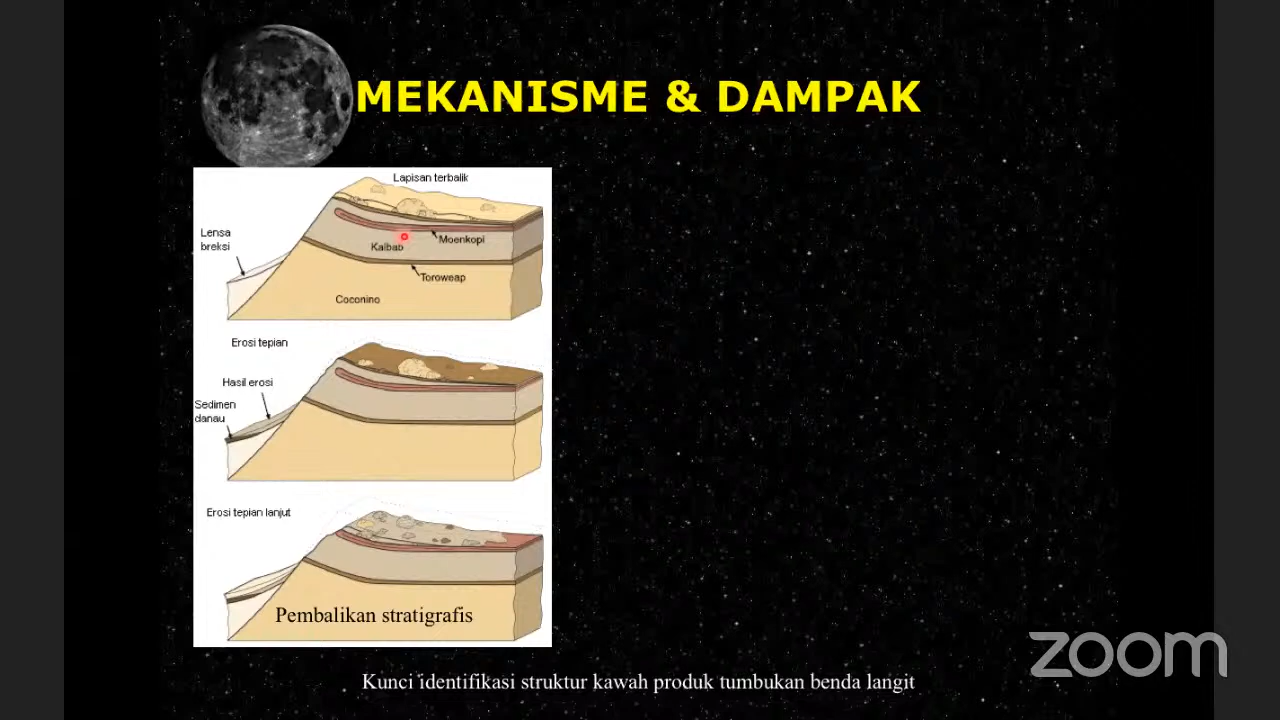 MEKANISME & DAMPAK
Lapisan terbalik
Lensa
breksi
Moenkopi
Kaibab
Toroweap
Coconino
Erosi tepian
Hasil erosi
Sedimen
danau
Erosi tepian lanjut
Pembalikan stratigrafis
Kunci identifikasi struktur kawah produk tumbukan benda langit
zoom